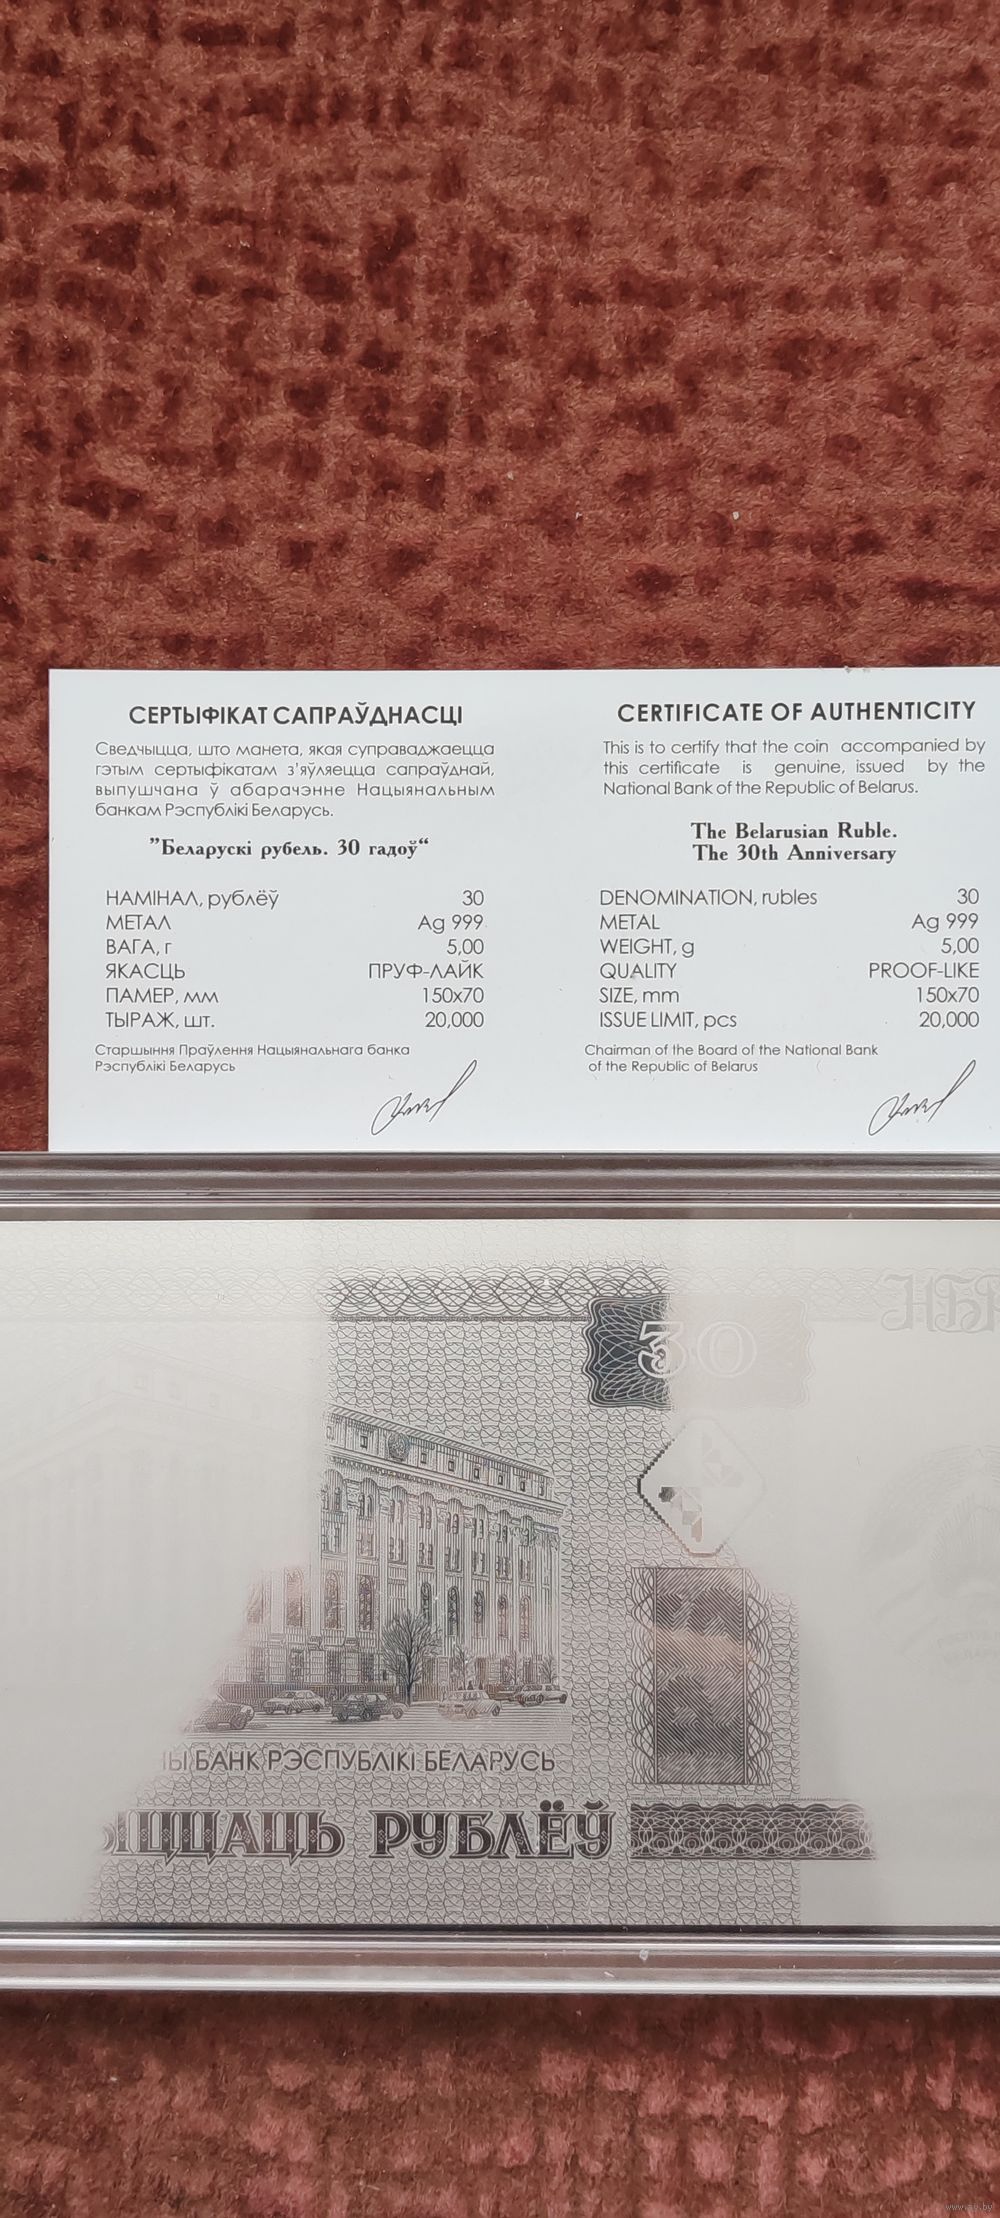 СЕРТЫФІКАТ САПРАЎДНАСЦІ
Сведчыцца, што манета, якая суправаджаецца
гэтым сертыфікатам з'яўляецца сапраўднай,
выпушчана ў абарачэнне Нацыянальным
банкам Рэспублікі Беларусь.
"Беларускі рубель. 30 гадоў“
НАМІНАЛ, рублёў 30
МЕТАЛ Ag 999
ВАГА, г 5,00
ЯКАСЦЬ ПРУФ-ЛАЙК
ПАМЕР, мм 150x70
ТЫРАЖ, шт. 20,000
Старшыння Праўлення Нацыянальнага банка
Рэспублікі Беларусь
CERTIFICATE OF AUTHENTICITY
This is to certify that the coin accompanied by
this certificate is genuine, issued by the
National Bank of the Republic of Belarus.
The Belarusian Ruble.
The 30th Anniversary
DENOMINATION, rubles 30
METAL Ag 999
WEIGHT, g 5,00
QUALITY PROOF-LIKE
SIZE, mm 150x70
ISSUE LIMIT, pcs 20,000
Chairman of the Board of the National Bank
of the Republic of Belarus
30
НБР
НЫ БАНК РЭСПУБЛІКІ БЕЛАРУСЬ
ЫЦЦАЦЬ РУБЛЁЎ